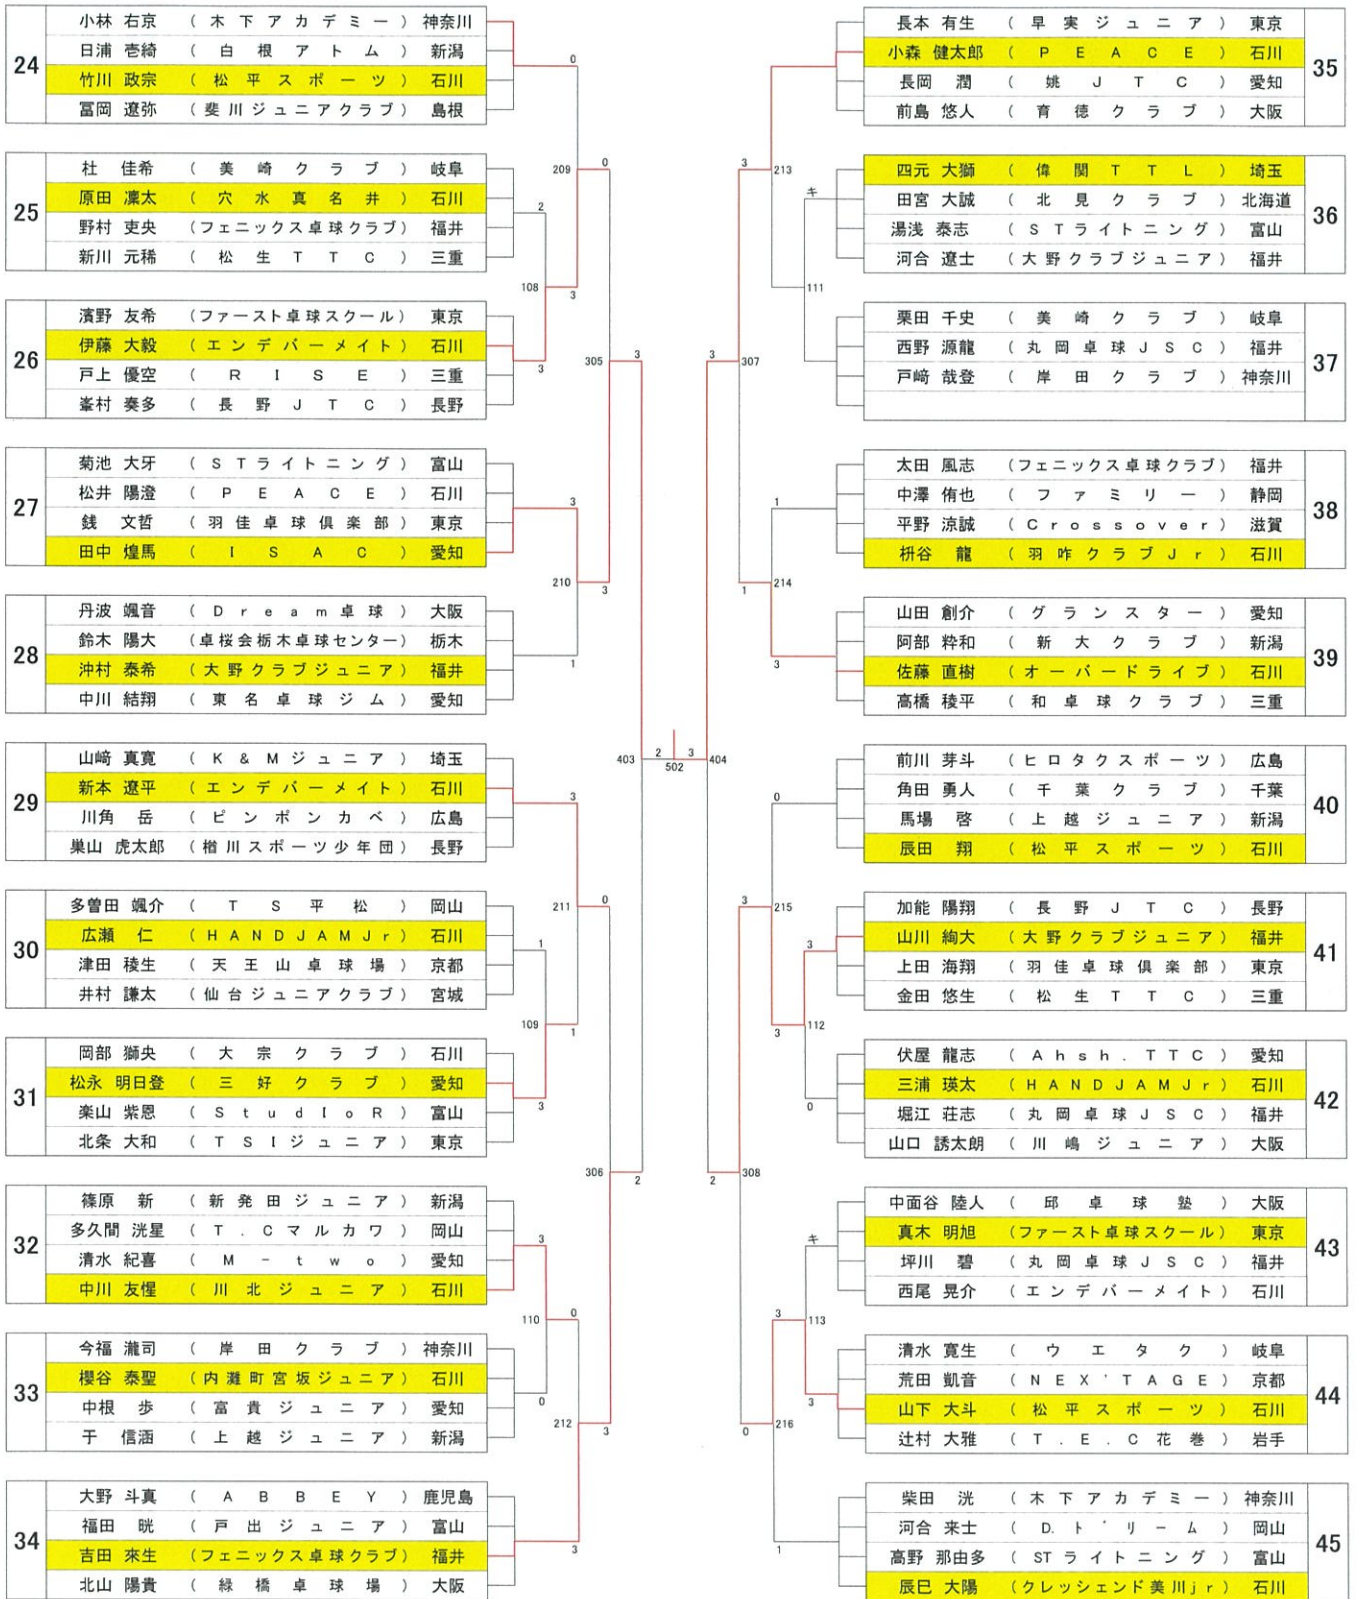 24
小林 右京 （木下アカデミー） 神奈川
日浦 壱綺 （白根アトム） 新潟
竹川 政宗 （松平スポーツ） 石川
冨岡 遼弥 （斐川ジュニアクラブ） 島根
25
杜 佳希 （美崎クラブ） 岐阜
原田 凜太 （穴水真名井） 石川
野村 吏央 （フェニックス卓球クラブ） 福井
新川 元稀 （松生TTC） 三重
26
濱野 友希 （ファースト卓球スクール） 東京
伊藤 大毅 （エンデバーメイト） 石川
戸上 優空 （RISE） 三重
峯村 奏多 （長野JTC） 長野
27
菊池 大牙 （STライトニング） 富山
松井 陽澄 （PEACE） 石川
銭 文哲 （羽佳卓球倶楽部） 東京
田中 煌馬 （ISAC） 愛知
28
丹波 颯音 （Dream卓球） 大阪
鈴木 陽大 （卓桜会栃木卓球センター） 栃木
沖村 泰希 （大野クラブジュニア） 福井
中川 結翔 （東名卓球ジム） 愛知
29
山﨑 真寛 （K&Mジュニア） 埼玉
新本 遼平 （エンデバーメイト） 石川
川角 岳 （ピンポンカベ） 広島
巣山 虎太郎 （楢川スポーツ少年団） 長野
30
多曽田 颯介 （TS平松） 岡山
広瀬 仁 （HANDJAMJr） 石川
津田 稜生 （天王山卓球場） 京都
井村 謙太 （仙台ジュニアクラブ） 宮城
31
岡部 獅央 （大宗クラブ） 石川
松永 明日登 （三好クラブ） 愛知
楽山 紫恩 （StudIoR） 富山
北条 大和 （TSIジュニア） 東京
32
篠原 新 （新発田ジュニア） 新潟
多久間 洸星 （T.Cマルカワ） 岡山
清水 紀喜 （M-two） 愛知
中川 友惺 （川北ジュニア） 石川
33
今福 瀧司 （岸田クラブ） 神奈川
櫻谷 泰聖 （内灘町宮坂ジュニア） 石川
中根 歩 （富貴ジュニア） 愛知
于 信涵 （上越ジュニア） 新潟
34
大野 斗真 （ABBEY） 鹿児島
福田 晄 （戸出ジュニア） 富山
吉田 來生 （フェニックス卓球クラブ） 福井
北山 陽貴 （緑橋卓球場） 大阪
0
209
0
2
108
3
3
305
3
3
210
3
1
403
3
211
0
1
109
1
3
306
2
3
110
0
0
212
3
3
2
502
3
404
3
213
キ
111
3
307
1
1
214
3
0
3
215
3
3
112
0
2
308
キ
3
113
3
0
216
1
長本 有生 （早実ジュニア） 東京
小森 健太郎 （PEACE） 石川
長岡 潤 （姚JTC） 愛知
前島 悠人 （育徳クラブ） 大阪
35
四元 大獅 （偉関TTL） 埼玉
田宮 大誠 （北見クラブ） 北海道
湯浅 泰志 （STライトニング） 富山
河合 遼士 （大野クラブジュニア） 福井
36
栗田 千史 （美崎クラブ） 岐阜
西野 源龍 （丸岡卓球JSC） 福井
戸﨑 哉登 （岸田クラブ） 神奈川
37
太田 風志 （フェニックス卓球クラブ） 福井
中澤 侑也 （ファミリー） 静岡
平野 涼誠 （Crossover） 滋賀
枡谷 龍 （羽咋クラブJr） 石川
38
山田 創介 （グランスター） 愛知
阿部 粋和 （新大クラブ） 新潟
佐藤 直樹 （オーバードライブ） 石川
高橋 稜平 （和卓球クラブ） 三重
39
前川 芽斗 （ヒロタクスポーツ） 広島
角田 勇人 （千葉クラブ） 千葉
馬場 啓 （上越ジュニア） 新潟
辰田 翔 （松平スポーツ） 石川
40
加能 陽翔 （長野JTC） 長野
山川 絢大 （大野クラブジュニア） 福井
上田 海翔 （羽佳卓球倶楽部） 東京
金田 悠生 （松生TTC） 三重
41
伏屋 龍志 （Ahsh.TTC） 愛知
三浦 瑛太 （HANDJAMJr） 石川
堀江 荘志 （丸岡卓球JSC） 福井
山口 誘太朗 （川嶋ジュニア） 大阪
42
中面谷 陸人 （邱卓球塾） 大阪
真木 明旭 （ファースト卓球スクール） 東京
坪川 碧 （丸岡卓球JSC） 福井
西尾 晃介 （エンデバーメイト） 石川
43
清水 寛生 （ウエタク） 岐阜
荒田 凱音 （NEX'TAGE） 京都
山下 大斗 （松平スポーツ） 石川
辻村 大雅 （T.E.C花巻） 岩手
44
柴田 洸 （木下アカデミー） 神奈川
河合 来士 （D.ドリーム） 岡山
高野 那由多 （STライトニング） 富山
辰巳 大陽 （クレッシェンド美川jr） 石川
45